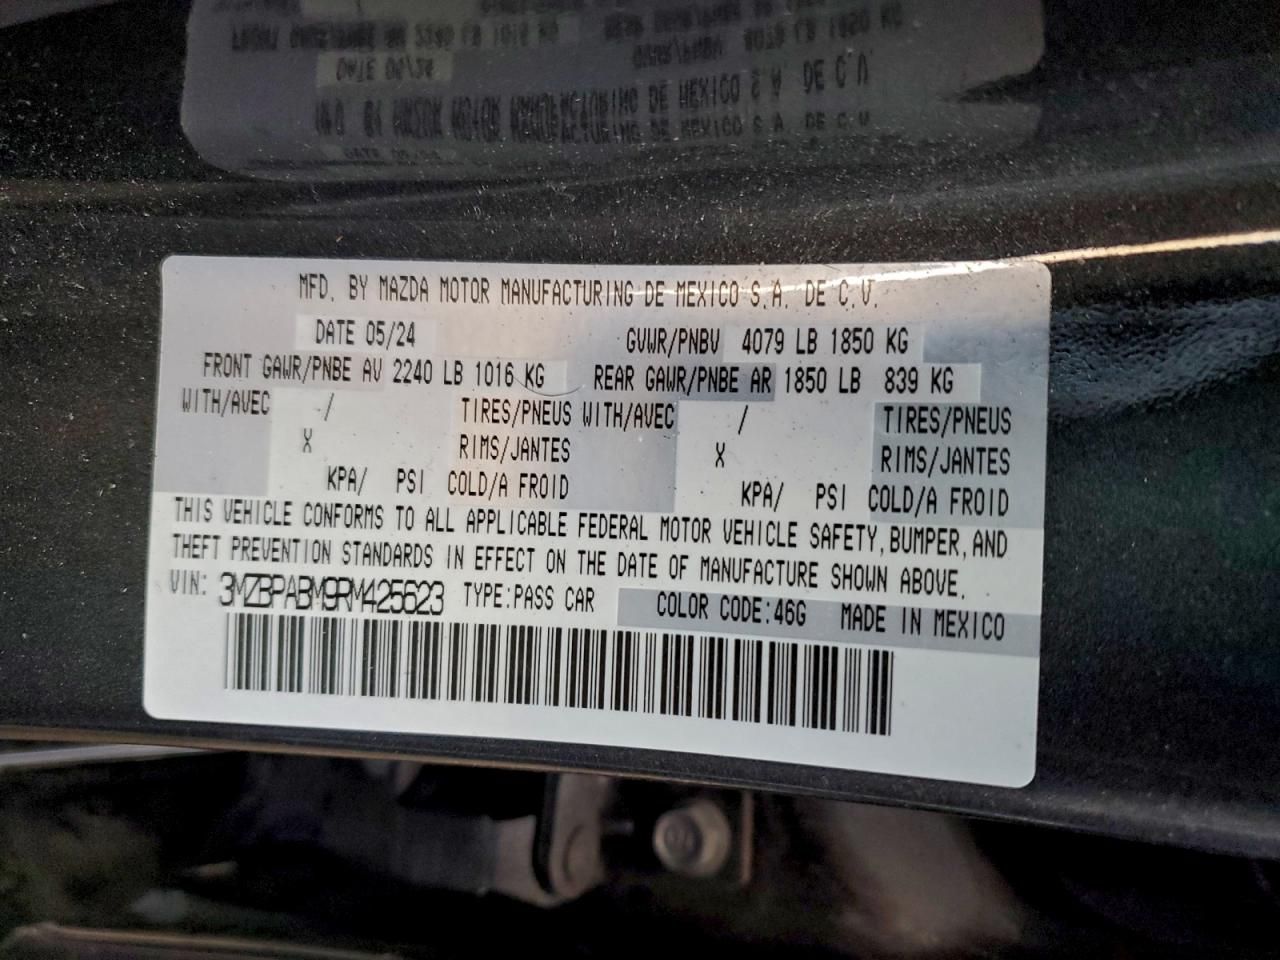 MFD. BY MAZDA MOTOR MANUFACTURING DE MEXICO S.A. DE C.V.
DATE 05/24 GVWR/PNBV 4079 LB 1850 KG
FRONT GAWR/PNBE AV 2240 LB 1016 KG REAR GAWR/PNBE AR 1850 LB 839 KG
WITH/AVEC / TIRES/PNEUS WITH/AVEC / TIRES/PNEUS
X RIMS/JANTES X RIMS/JANTES
KPA/ PSI COLD/A FROID KPA/ PSI COLD/A FROID
THIS VEHICLE CONFORMS TO ALL APPLICABLE FEDERAL MOTOR VEHICLE SAFETY, BUMPER, AND
THEFT PREVENTION STANDARDS IN EFFECT ON THE DATE OF MANUFACTURE SHOWN ABOVE.
VIN: 3MZBPABM9RM425623 TYPE:PASS CAR COLOR CODE:46G MADE IN MEXICO